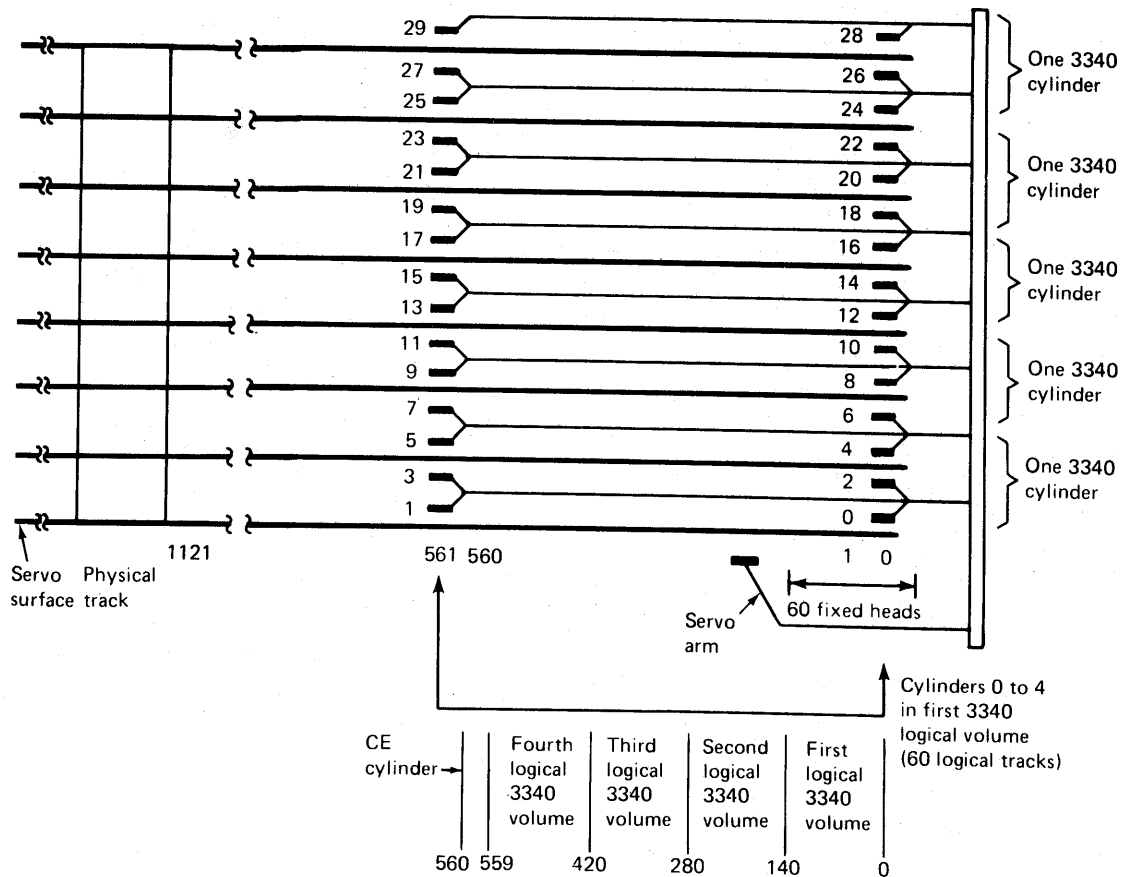 29
28
27
26
25
24
One 3340
cylinder
23
22
21
20
One 3340
cylinder
19
18
17
16
15
14
13
12
One 3340
cylinder
11
10
9
8
One 3340
cylinder
7
6
5
4
3
2
1
0
One 3340
cylinder
Servo
surface
Physical
track
1121
561 560
1 0
60 fixed heads
Servo
arm
Cylinders 0 to 4
in first 3340
logical volume
(60 logical tracks)
CE
cylinder
Fourth
logical
3340
volume
Third
logical
3340
volume
Second
logical
3340
volume
First
logical
3340
volume
560 559 420 280 140 0